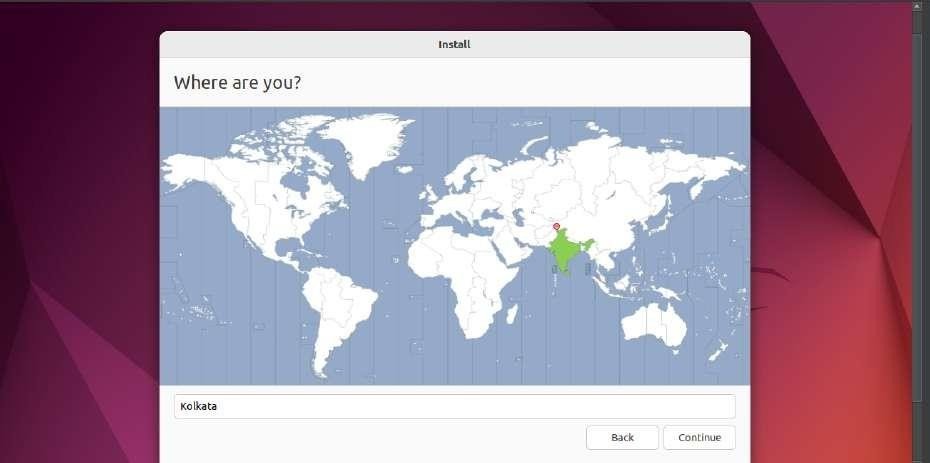 Install
Where are you?
Kolkata
Back
Continue